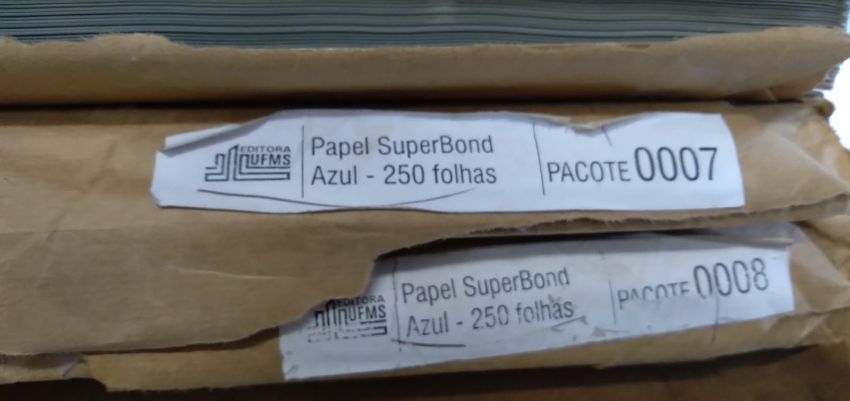 EDITORA
UFMS
Papel SuperBond
Azul - 250 folhas
PACOTE 0007
EDITORA
UFMS
Papel SuperBond
Azul - 250 folhas
PACOTE 0008